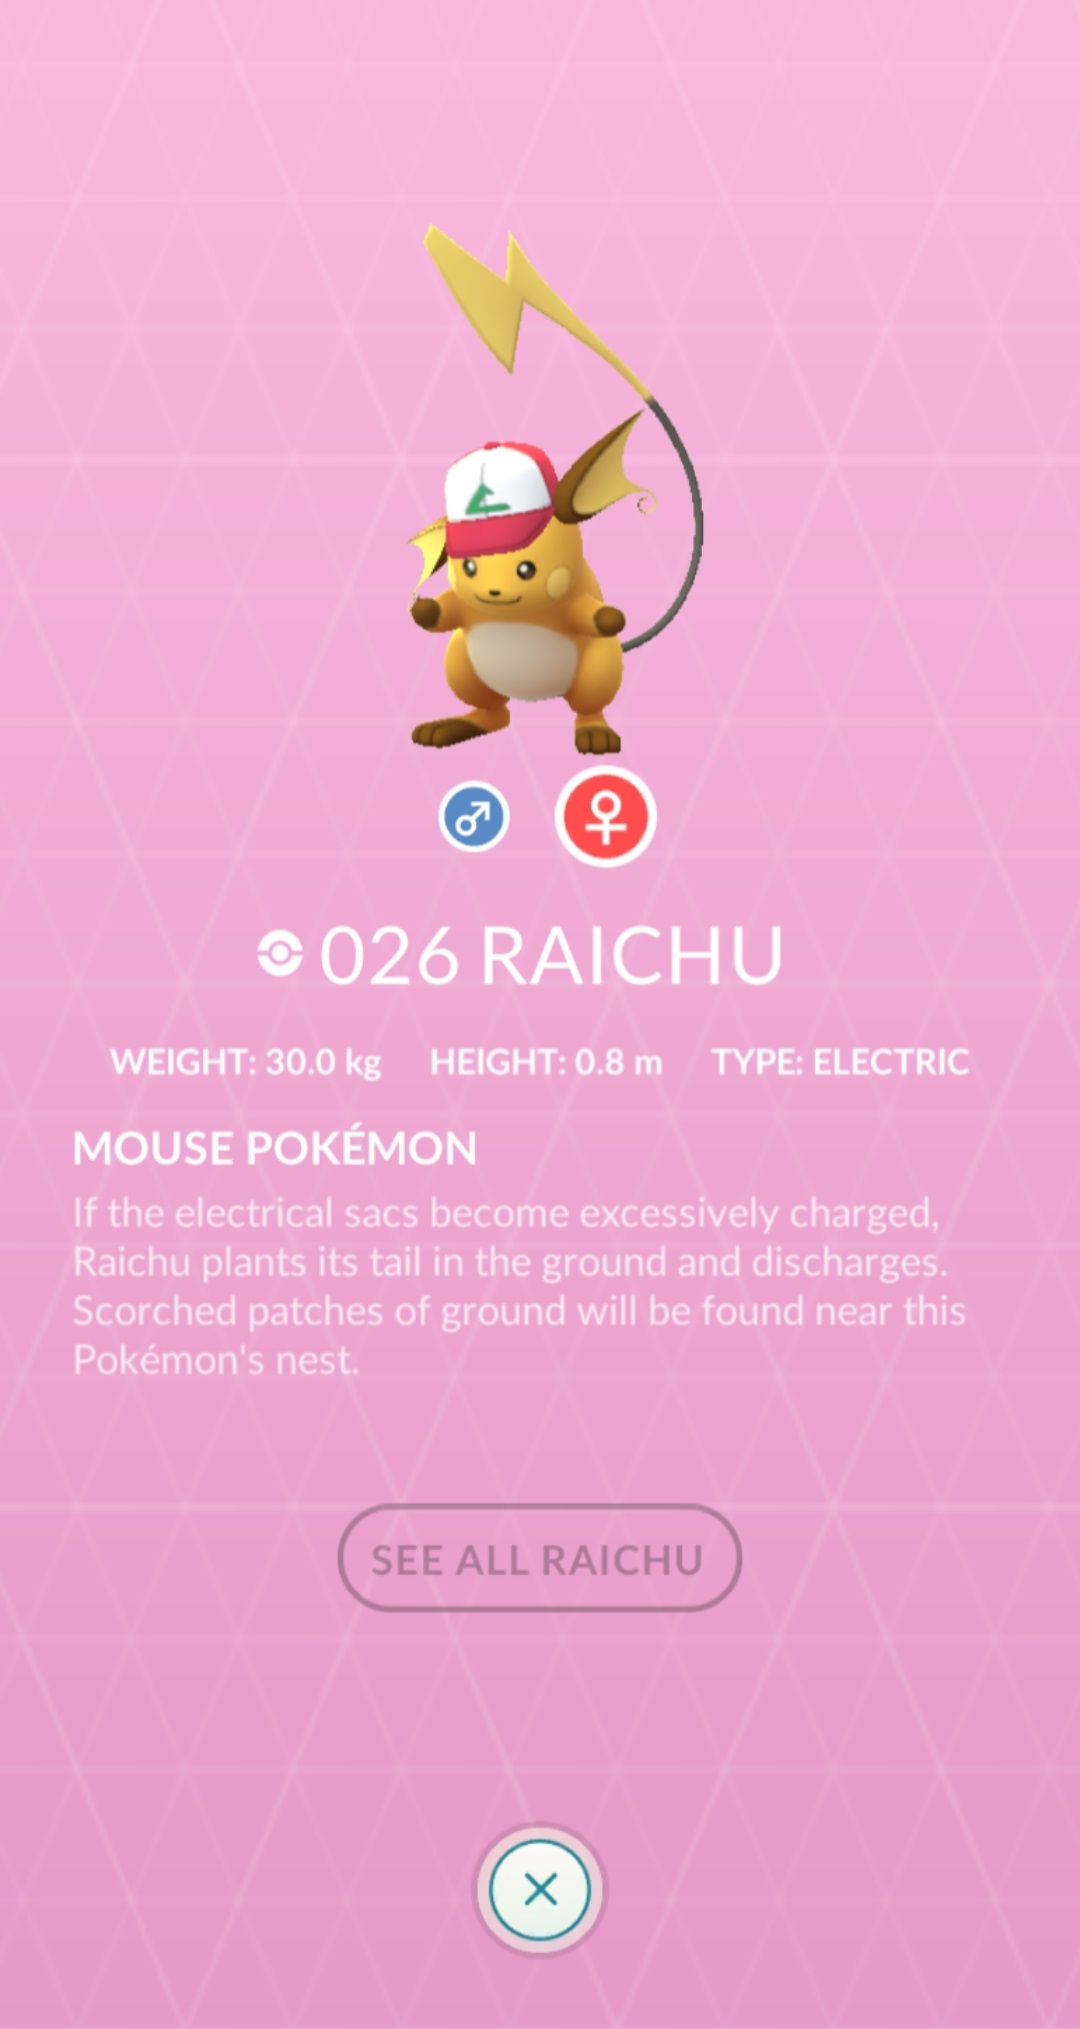 026 RAICHU
WEIGHT: 30.0 kg HEIGHT: 0.8 m TYPE: ELECTRIC
MOUSE POKÉMON
If the electrical sacs become excessively charged,
Raichu plants its tail in the ground and discharges.
Scorched patches of ground will be found near this
Pokémon's nest.
SEE ALL RAICHU